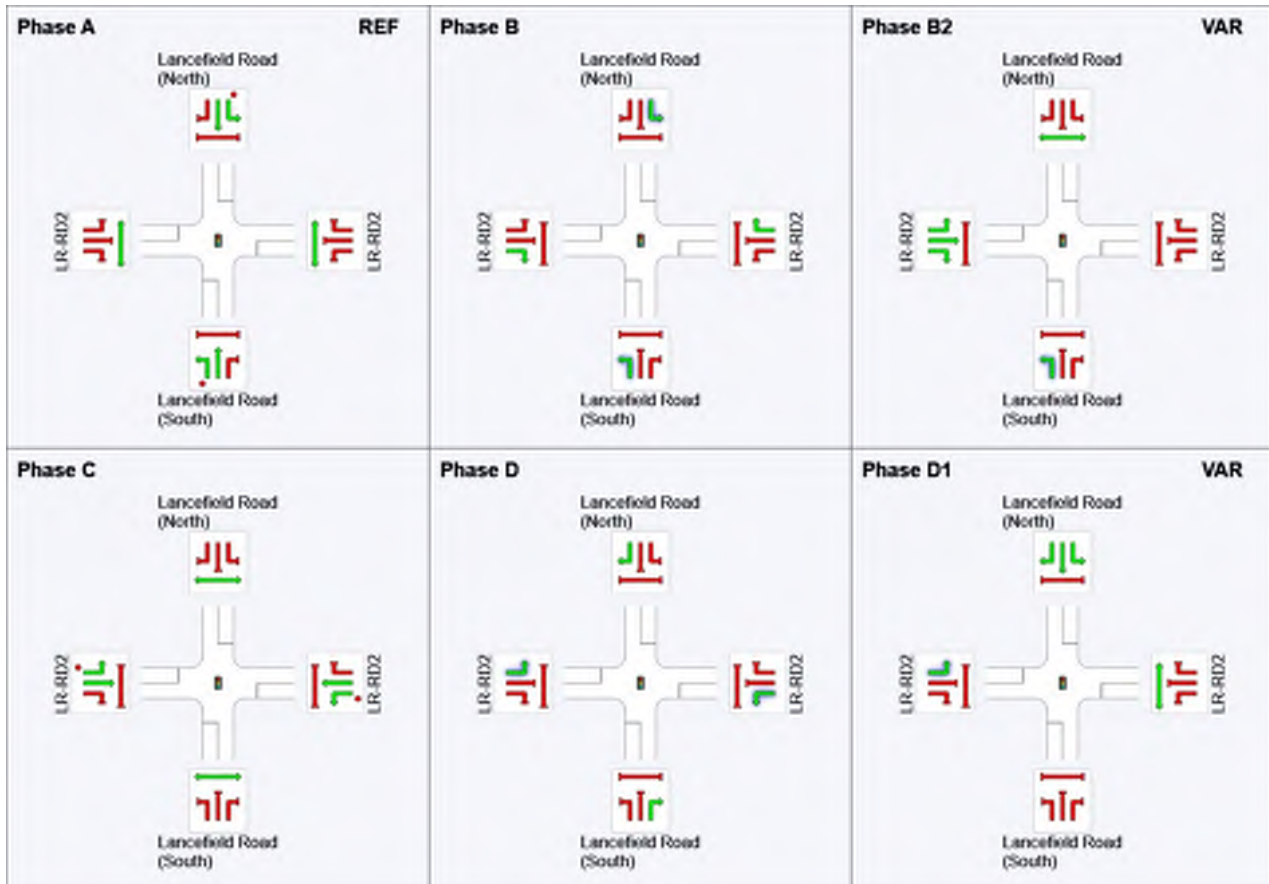 Phase A REF
Lancefield Road
(North)
LR-RD2
LR-RD2
Lancefield Road
(South)
Phase B
Lancefield Road
(North)
LR-RD2
LR-RD2
Lancefield Road
(South)
Phase B2 VAR
Lancefield Road
(North)
LR-RD2
LR-RD2
Lancefield Road
(South)
Phase C
Lancefield Road
(North)
LR-RD2
LR-RD2
Lancefield Road
(South)
Phase D
Lancefield Road
(North)
LR-RD2
LR-RD2
Lancefield Road
(South)
Phase D1 VAR
Lancefield Road
(North)
LR-RD2
LR-RD2
Lancefield Road
(South)